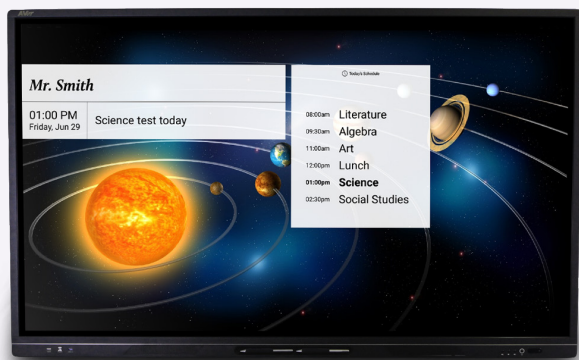 Mr. Smith
01:00 PM
Friday, Jun 29
Science test today
Today's Schedule
08:00am Literature
09:30am Algebra
11:00am Art
12:00pm Lunch
01:00pm Science
02:30pm Social Studies